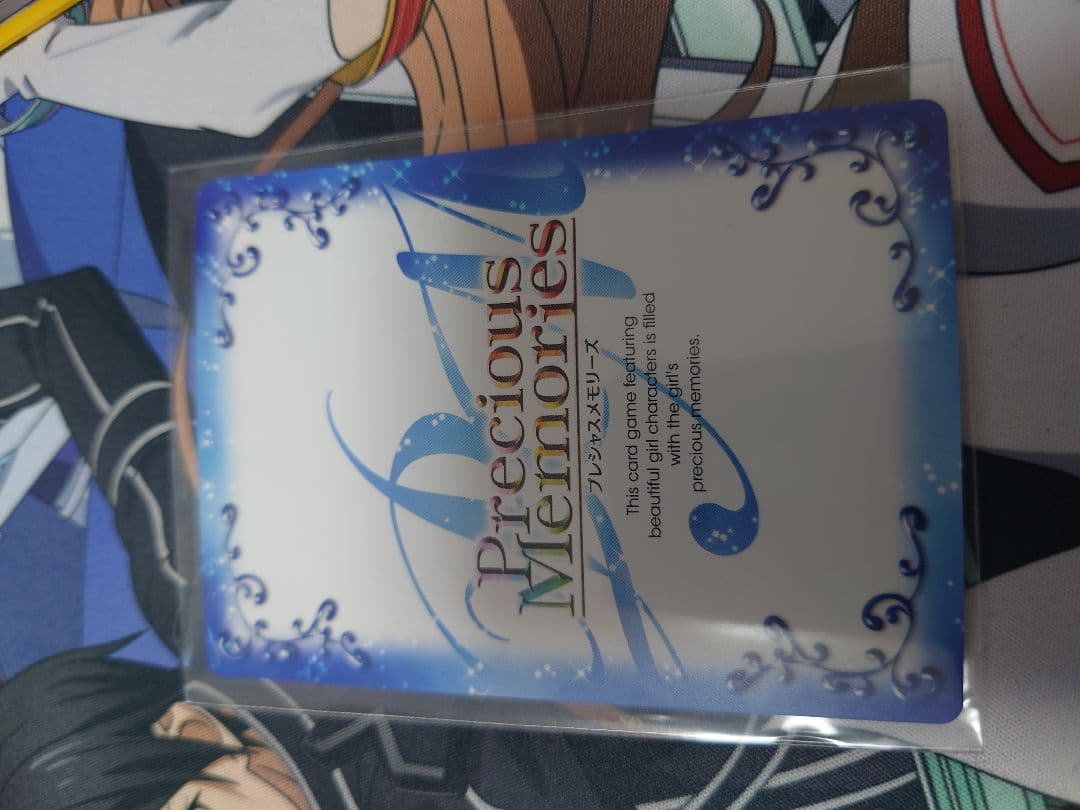 Precious
Memories
プレシャスメモリーズ
This card game featuring
beautiful girl characters is filled
with the girl's
precious memories.